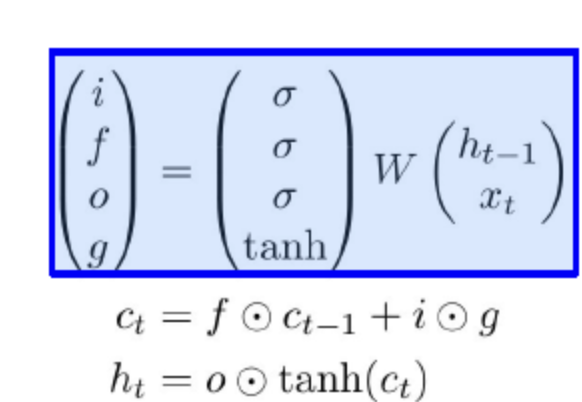 ( i f o g ) = ( σ σ σ tanh ) W ( h_{t−1} x_t )
c_t = f ⊙ c_{t−1} + i ⊙ g
h_t = o ⊙ tanh(c_t)